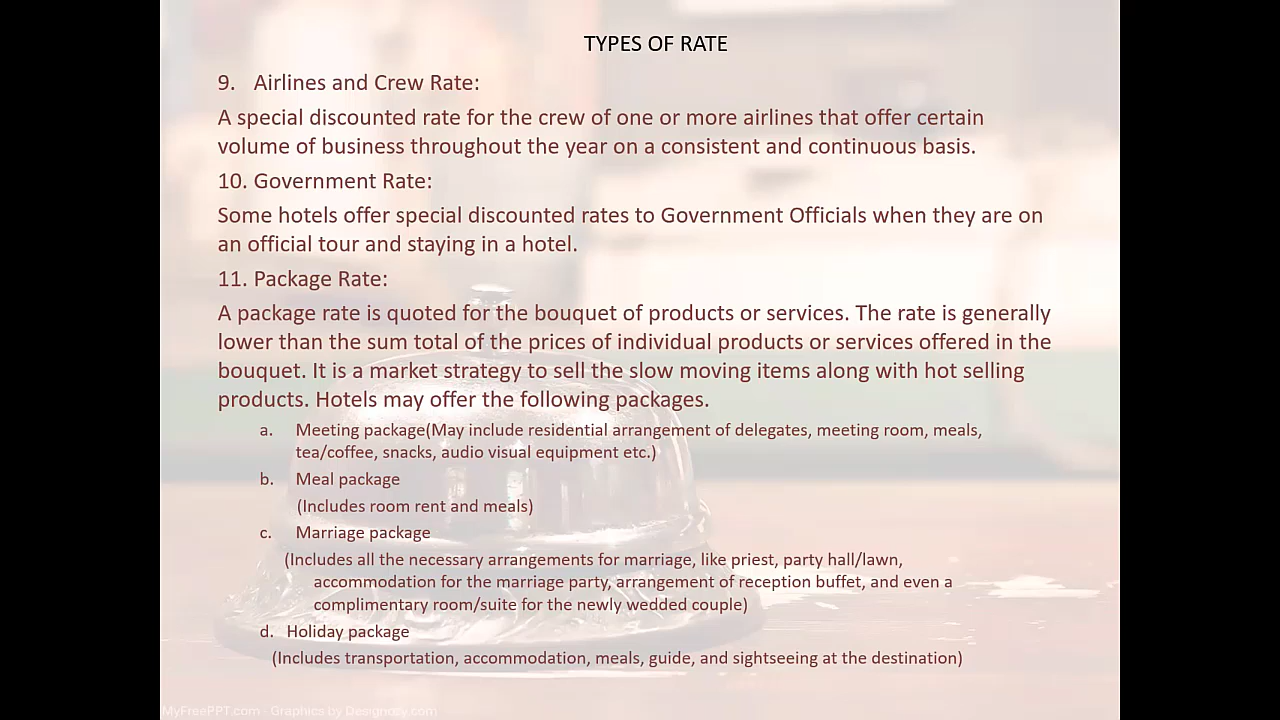 TYPES OF RATE
9. Airlines and Crew Rate:
A special discounted rate for the crew of one or more airlines that offer certain
volume of business throughout the year on a consistent and continuous basis.
10. Government Rate:
Some hotels offer special discounted rates to Government Officials when they are on
an official tour and staying in a hotel.
11. Package Rate:
A package rate is quoted for the bouquet of products or services. The rate is generally
lower than the sum total of the prices of individual products or services offered in the
bouquet. It is a market strategy to sell the slow moving items along with hot selling
products. Hotels may offer the following packages.
a. Meeting package(May include residential arrangement of delegates, meeting room, meals,
tea/coffee, snacks, audio visual equipment etc.)
b. Meal package
(Includes room rent and meals)
c. Marriage package
(Includes all the necessary arrangements for marriage, like priest, party hall/lawn,
accommodation for the marriage party, arrangement of reception buffet, and even a
complimentary room/suite for the newly wedded couple)
d. Holiday package
(Includes transportation, accommodation, meals, guide, and sightseeing at the destination)
MyFreePPT.com - Graphics by Designcily.com